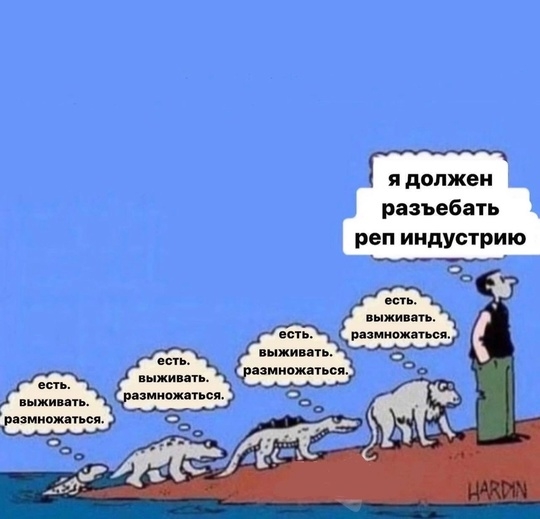 я должен
разъебать
реп индустрию
есть.
выживать.
размножаться.
есть.
выживать.
размножаться.
есть.
выживать.
размножаться.
есть.
выживать.
размножаться.
HARDIN